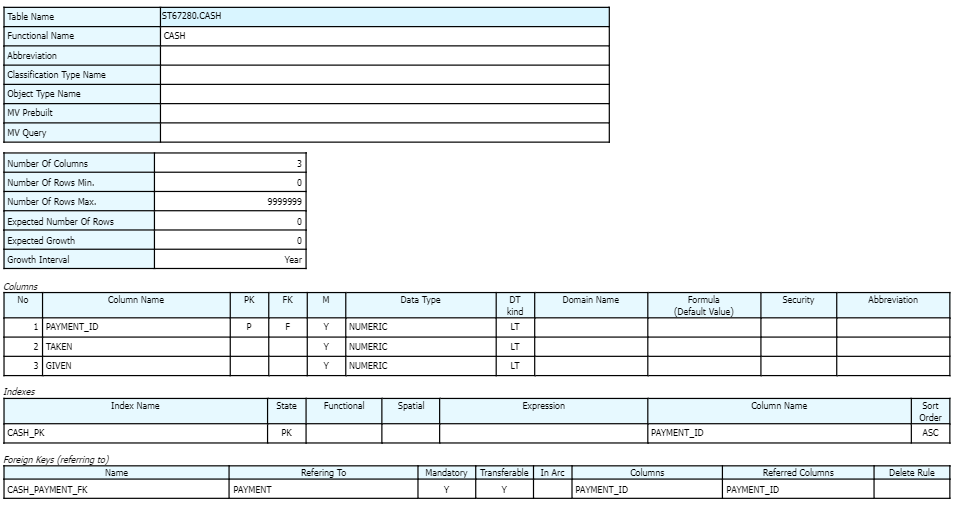 Table Name ST67280.CASH
Functional Name CASH
Abbreviation
Classification Type Name
Object Type Name
MV Prebuilt
MV Query
Number Of Columns 3
Number Of Rows Min. 0
Number Of Rows Max. 9999999
Expected Number Of Rows 0
Expected Growth 0
Growth Interval Year
Columns
No Column Name PK FK M Data Type DT kind Domain Name Formula (Default Value) Security Abbreviation
1 PAYMENT_ID P F Y NUMERIC LT
2 TAKEN Y NUMERIC LT
3 GIVEN Y NUMERIC LT
Indexes
Index Name State Functional Spatial Expression Column Name Sort Order
CASH_PK PK PAYMENT_ID ASC
Foreign Keys (referring to)
Name Refering To Mandatory Transferable In Arc Columns Referred Columns Delete Rule
CASH_PAYMENT_FK PAYMENT Y Y PAYMENT_ID PAYMENT_ID